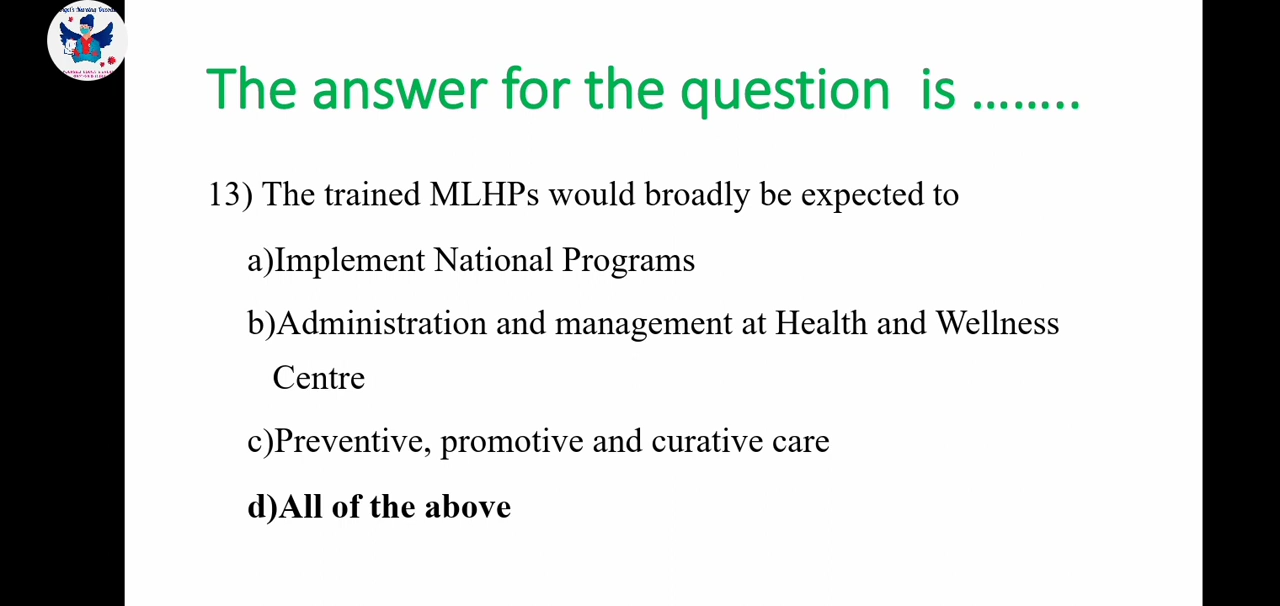 The answer for the question  is ........
13) The trained MLHPs would broadly be expected to
a)Implement National Programs
b)Administration and management at Health and Wellness
Centre
c)Preventive, promotive and curative care
d)All of the above